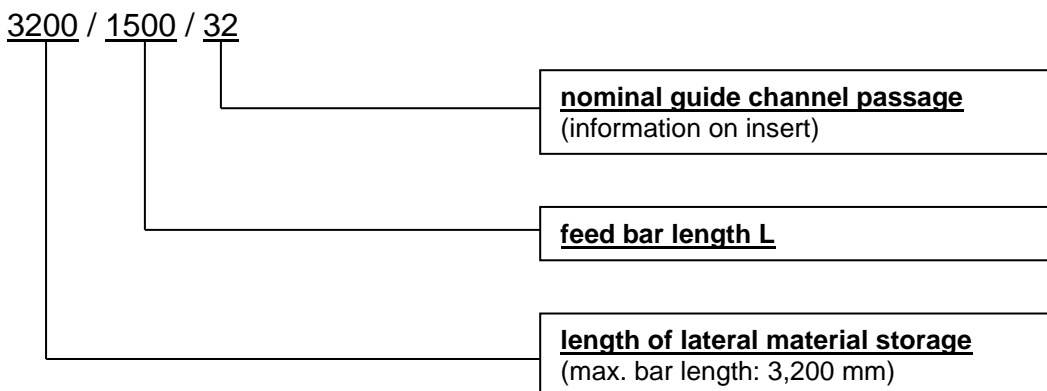 3200 / 1500 / 32
nominal guide channel passage
(information on insert)
feed bar length L
length of lateral material storage
(max. bar length: 3,200 mm)